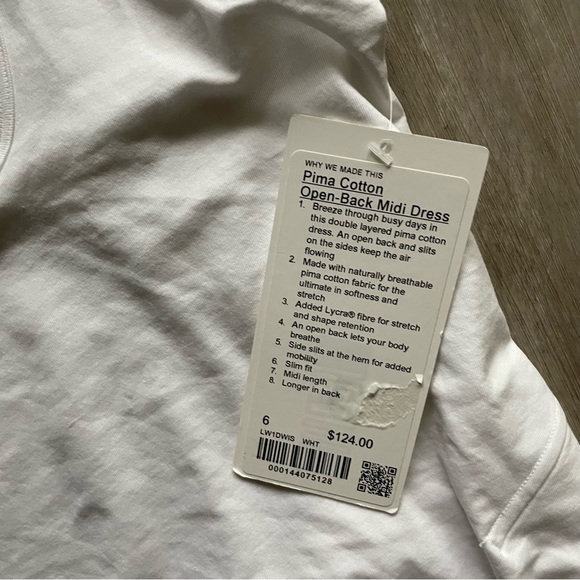 WHY WE MADE THIS
Pima Cotton
Open-Back Midi Dress
1. Breeze through busy days in
this double layered pima cotton
dress. An open back and slits
on the sides keep the air
flowing
2. Made with naturally breathable
pima cotton fabric for the
ultimate in softness and
stretch
3. Added Lycra® fibre for stretch
and shape retention
4. An open back lets your body
breathe
5. Side slits at the hem for added
mobility
6. Slim fit
7. Midi length
8. Longer in back
6
$124.00
LW1DWIS WHT
000144075128